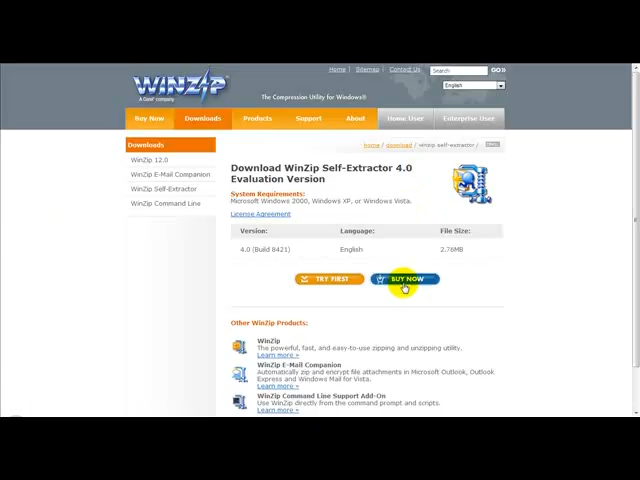 Home | Sitemap | Contact Us
Search
GO»
WINZIP
A Corel company
The Compression Utility for Windows®
English
Buy Now
Downloads
Products
Support
About
Home User
Enterprise User
Downloads
WinZip 12.0
WinZip E-Mail Companion
WinZip Self-Extractor
WinZip Command Line
home / download / winzip self-extractor /
Download WinZip Self-Extractor 4.0
Evaluation Version
System Requirements:
Microsoft Windows 2000, Windows XP, or Windows Vista.
License Agreement
Version: Language: File Size:
4.0 (Build 8421) English 2.76MB
TRY FIRST
BUY NOW
Other WinZip Products:
WinZip
The powerful, fast, and easy-to-use zipping and unzipping utility.
Learn more »
WinZip E-Mail Companion
Automatically zip and encrypt file attachments in Microsoft Outlook, Outlook
Express and Windows Mail for Vista.
Learn more »
WinZip Command Line Support Add-On
Use WinZip directly from the command prompt and scripts.
Learn more »